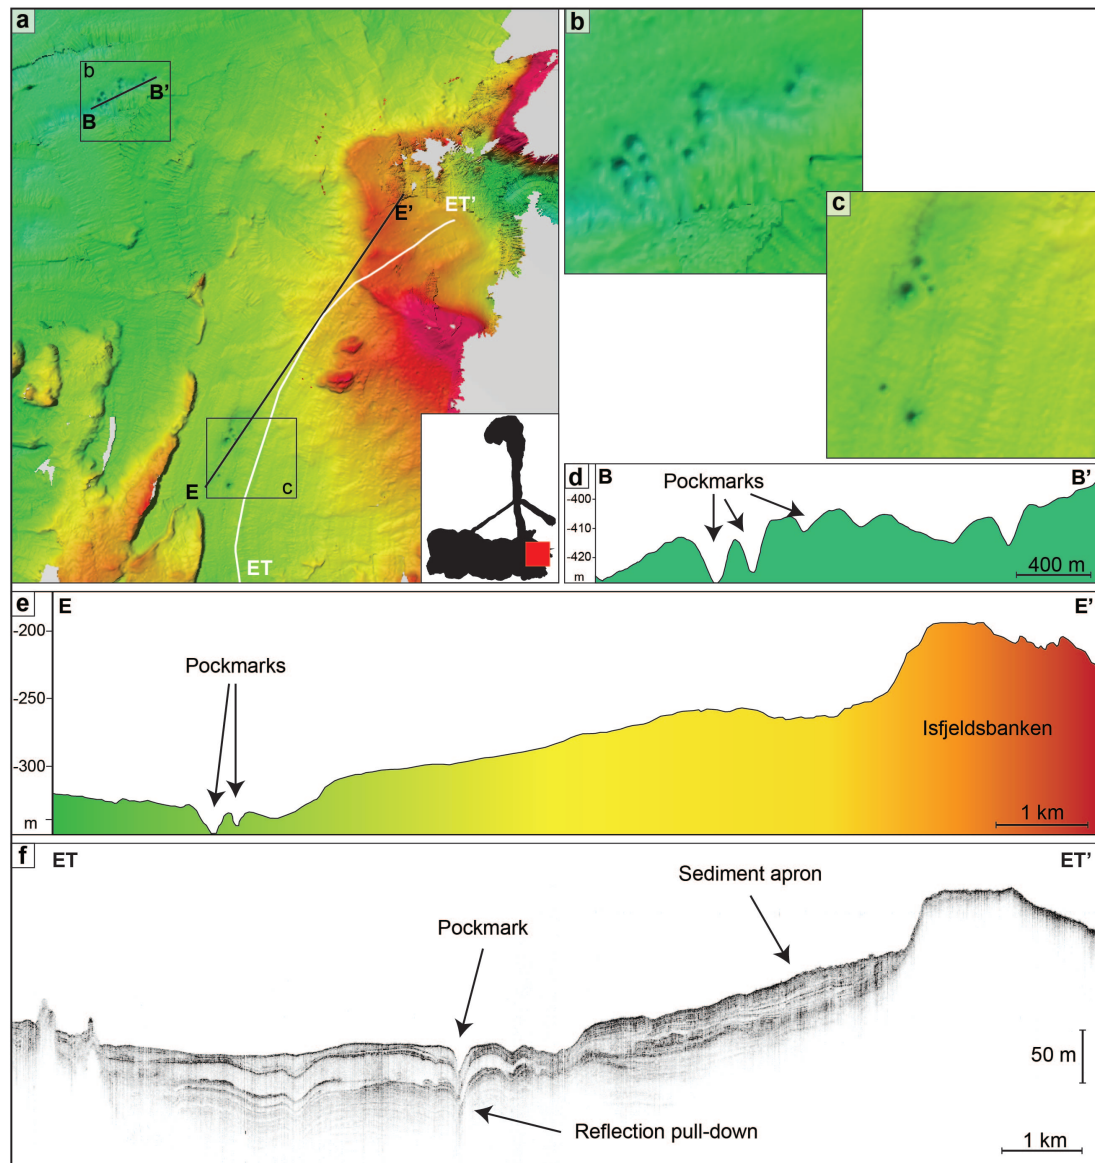 a
b
B
B’
E’
ET’
E
c
ET
b
c
d
B
B’
Pockmarks
-400
-410
-420
m
400 m
e
E
E’
-200
-250
-300
m
Pockmarks
Isfjeldsbanken
1 km
f
ET
ET’
Sediment apron
Pockmark
50 m
Reflection pull-down
1 km